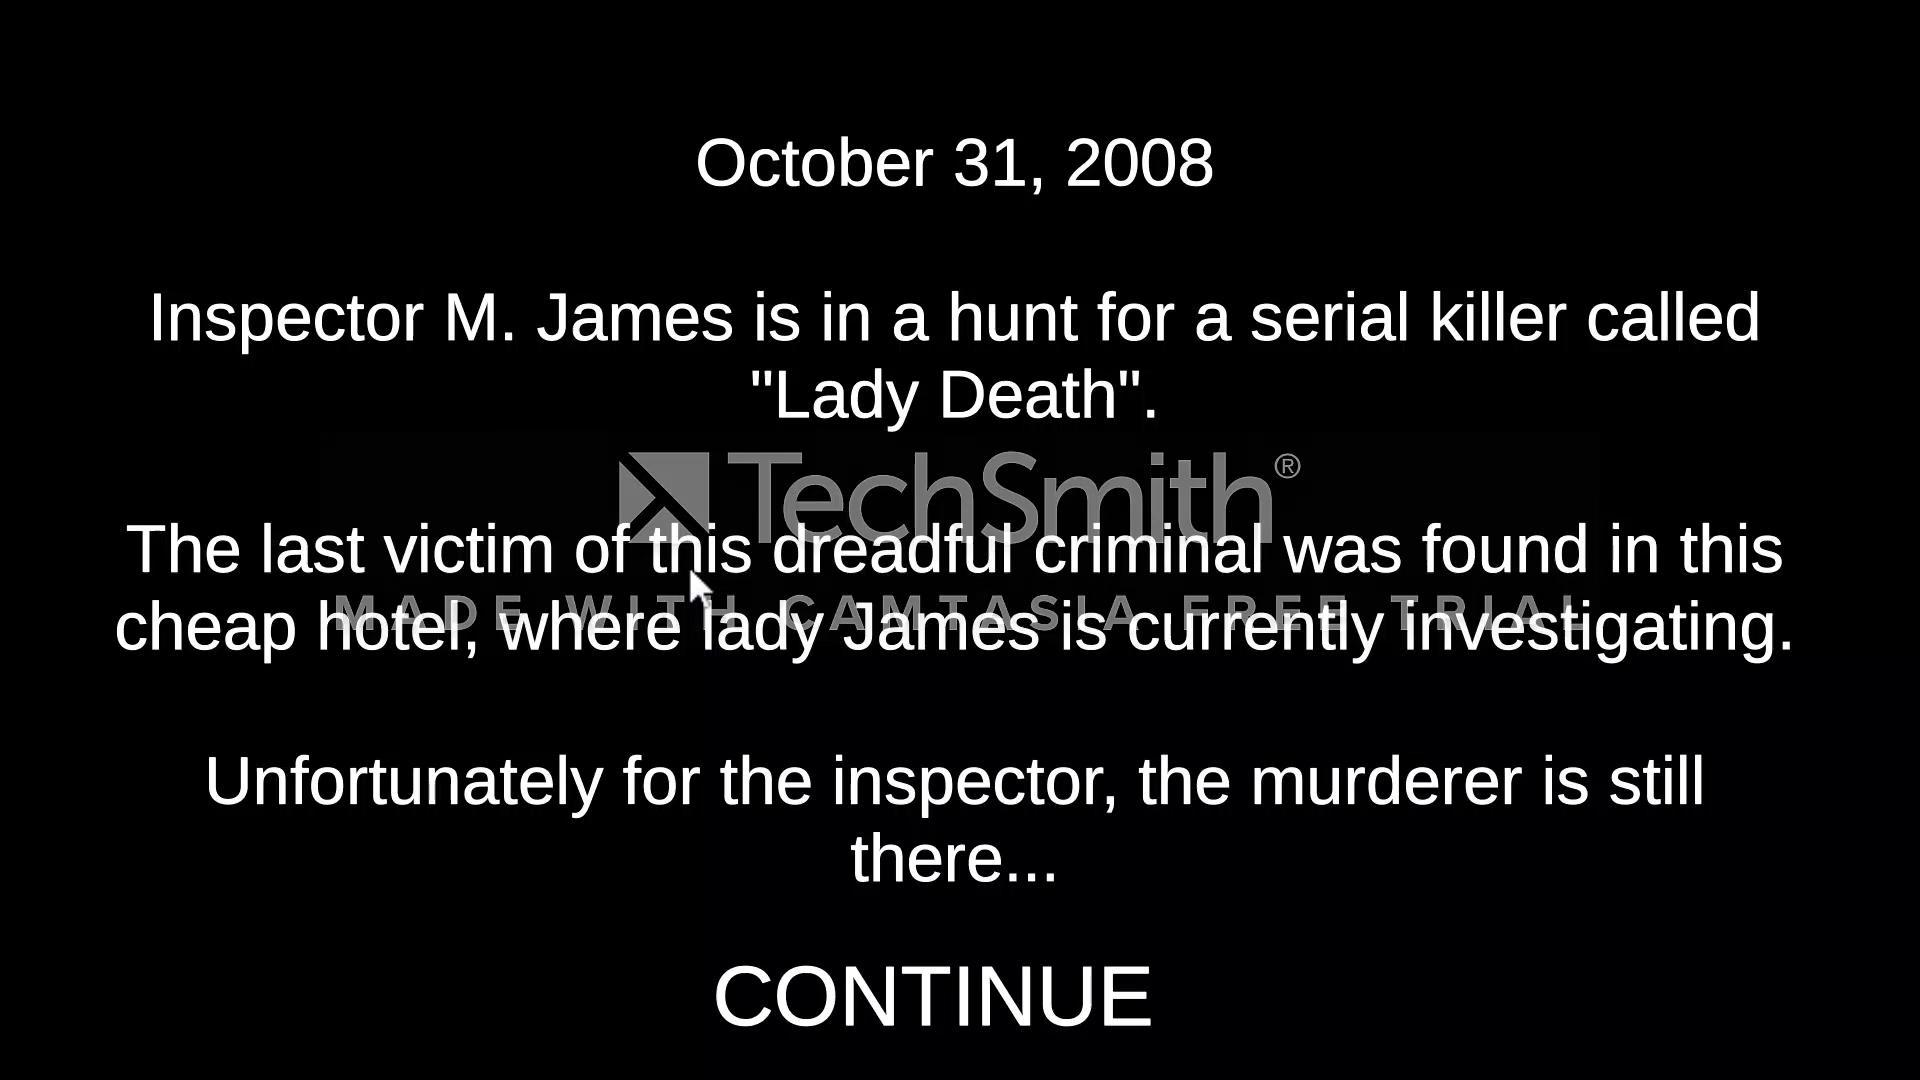 October 31, 2008
Inspector M. James is in a hunt for a serial killer called
"Lady Death".
TechSmith®
The last victim of this dreadful criminal was found in this
MADE WITH CAMTASIA FREE TRIAL
cheap hotel, where lady James is currently investigating.
Unfortunately for the inspector, the murderer is still
there...
CONTINUE